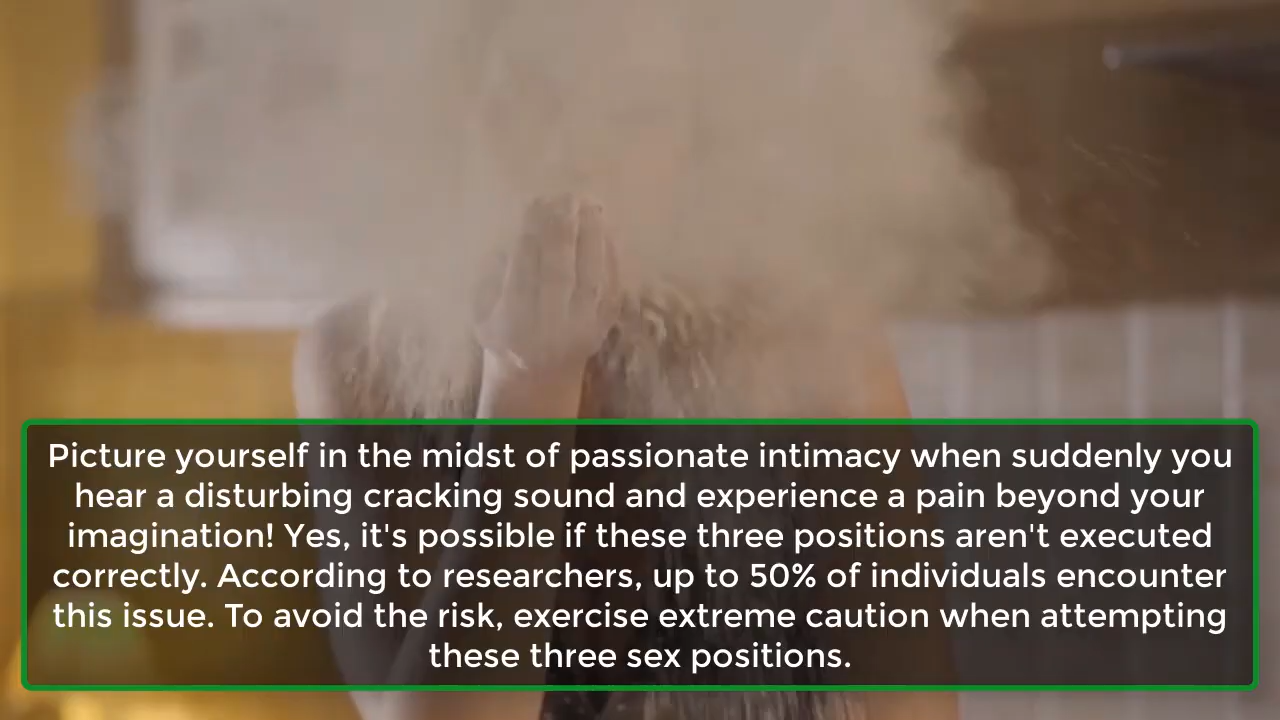 Picture yourself in the midst of passionate intimacy when suddenly you
hear a disturbing cracking sound and experience a pain beyond your
imagination! Yes, it's possible if these three positions aren't executed
correctly. According to researchers, up to 50% of individuals encounter
this issue. To avoid the risk, exercise extreme caution when attempting
these three sex positions.